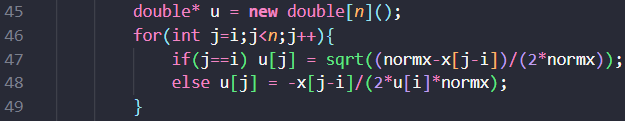 45 double* u = new double[n]();
46 for(int j=i;j<n;j++){
47 if(j==i) u[j] = sqrt((normx-x[j-i])/(2*normx));
48 else u[j] = -x[j-i]/(2*u[i]*normx);
49 }